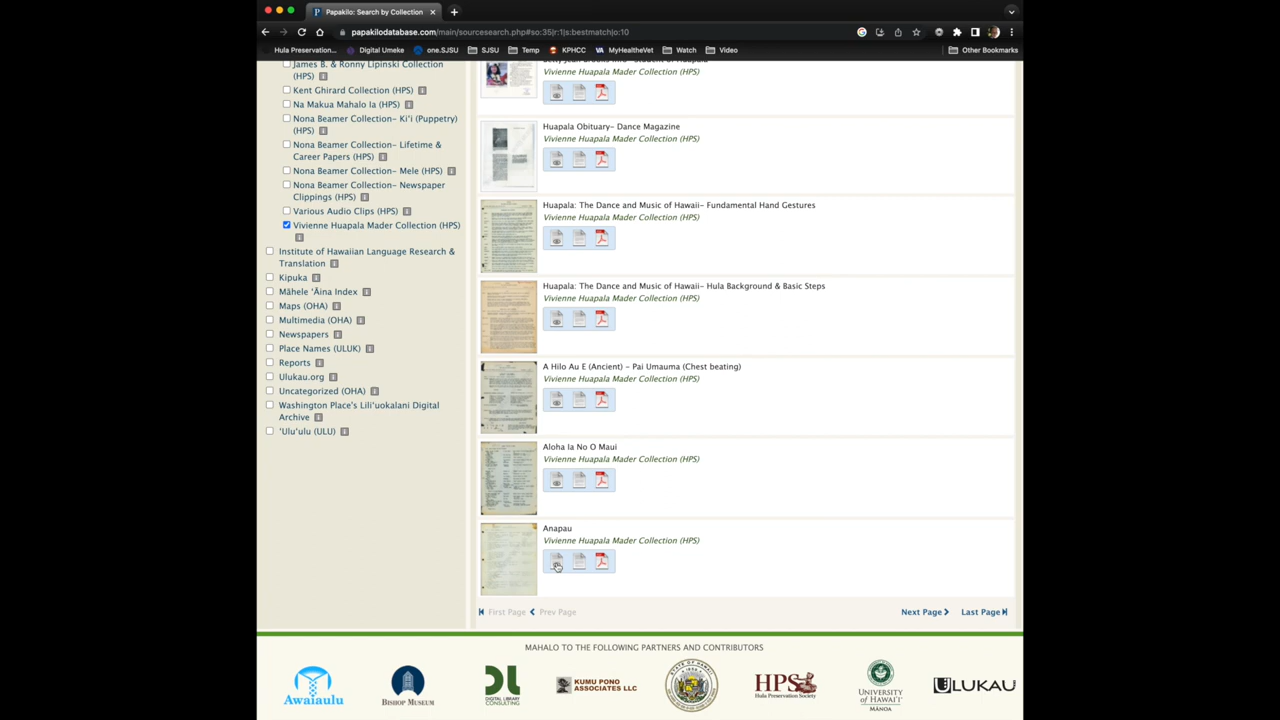 Papakilo: Search by Collection
papakilodatabase.com/main/sourcesearch.php#so:35|r:1|s:bestmatch|o:10
Hula Preservation...
Digital Umeke
one.SJSU
SJSU
Temp
KPHCC
MyHealtheVet
Watch
Video
Other Bookmarks
James B. & Ronny Lipinski Collection
(HPS)
Kent Ghirard Collection (HPS)
Na Makua Mahalo Ia (HPS)
Nona Beamer Collection- Ki'i (Puppetry)
(HPS)
Nona Beamer Collection- Lifetime &
Career Papers (HPS)
Nona Beamer Collection- Mele (HPS)
Nona Beamer Collection- Newspaper
Clippings (HPS)
Various Audio Clips (HPS)
Vivienne Huapala Mader Collection (HPS)
Institute of Hawaiian Language Research &
Translation
Kipuka
Māhele ʻĀina Index
Maps (OHA)
Multimedia (OHA)
Newspapers
Place Names (ULUK)
Reports
Ulukau.org
Uncategorized (OHA)
Washington Place's Liliʻuokalani Digital
Archive
ʻUluʻulu (ULU)
Vivienne Huapala Mader Collection (HPS)
Huapala Obituary- Dance Magazine
Vivienne Huapala Mader Collection (HPS)
Huapala: The Dance and Music of Hawaii- Fundamental Hand Gestures
Vivienne Huapala Mader Collection (HPS)
Huapala: The Dance and Music of Hawaii- Hula Background & Basic Steps
Vivienne Huapala Mader Collection (HPS)
A Hilo Au E (Ancient) - Pai Umauma (Chest beating)
Vivienne Huapala Mader Collection (HPS)
Aloha Ia No O Maui
Vivienne Huapala Mader Collection (HPS)
Anapau
Vivienne Huapala Mader Collection (HPS)
First Page Prev Page
Next Page Last Page
MAHALO TO THE FOLLOWING PARTNERS AND CONTRIBUTORS
Awaiaulu
BISHOP MUSEUM
DL
DIGITAL LIBRARY
CONSULTING
KUMU PONO
ASSOCIATES LLC
STATE OF HAWAII
HPS
Hula Preservation Society
UNIVERSITY
OF HAWAIʻI
MĀNOA
ULUKAU